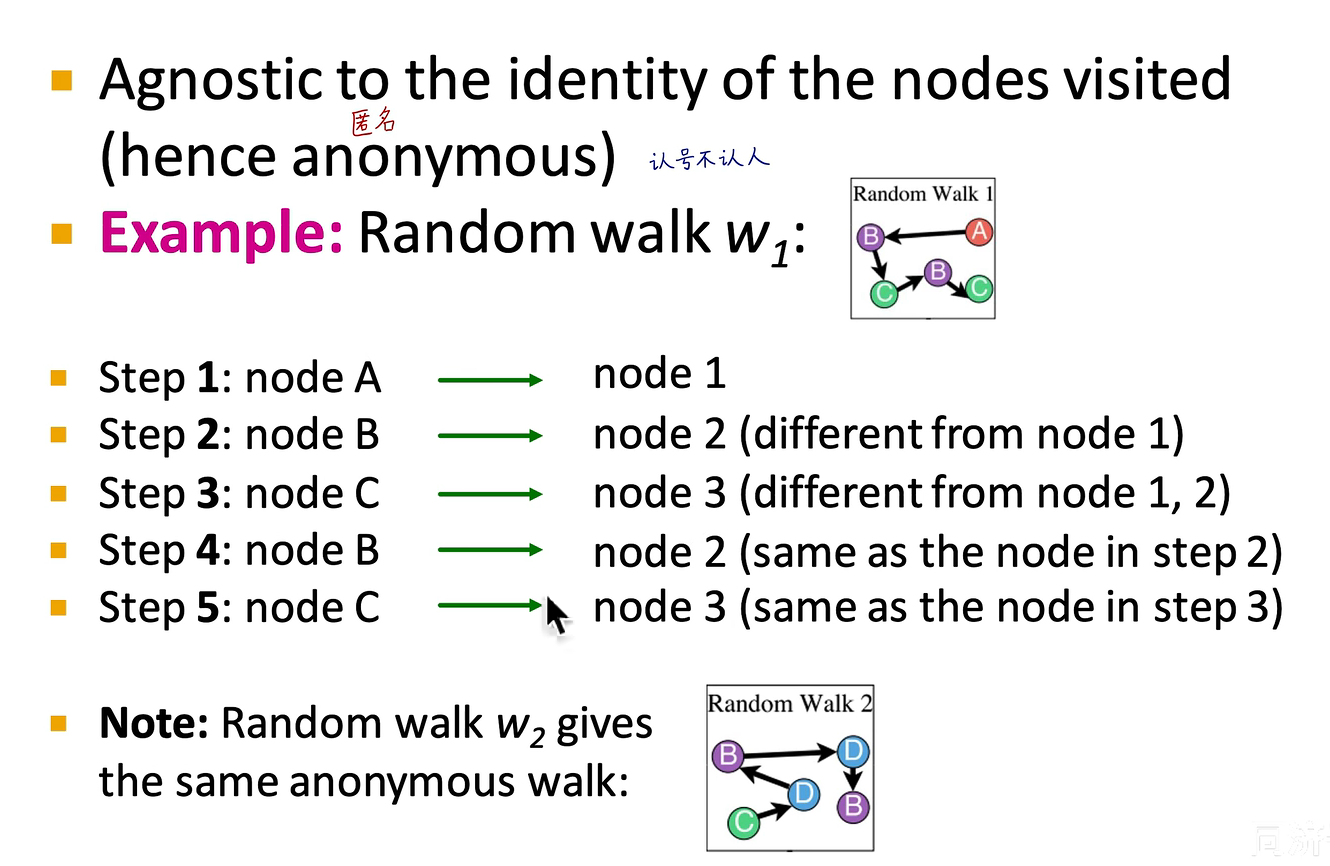 Agnostic to the identity of the nodes visited
匿名
(hence anonymous) 认号不认人
Example: Random walk w₁:
Random Walk 1
B A
B
C C
Step 1: node A node 1
Step 2: node B node 2 (different from node 1)
Step 3: node C node 3 (different from node 1, 2)
Step 4: node B node 2 (same as the node in step 2)
Step 5: node C node 3 (same as the node in step 3)
Note: Random walk w₂ gives
the same anonymous walk:
Random Walk 2
B D
D B
C